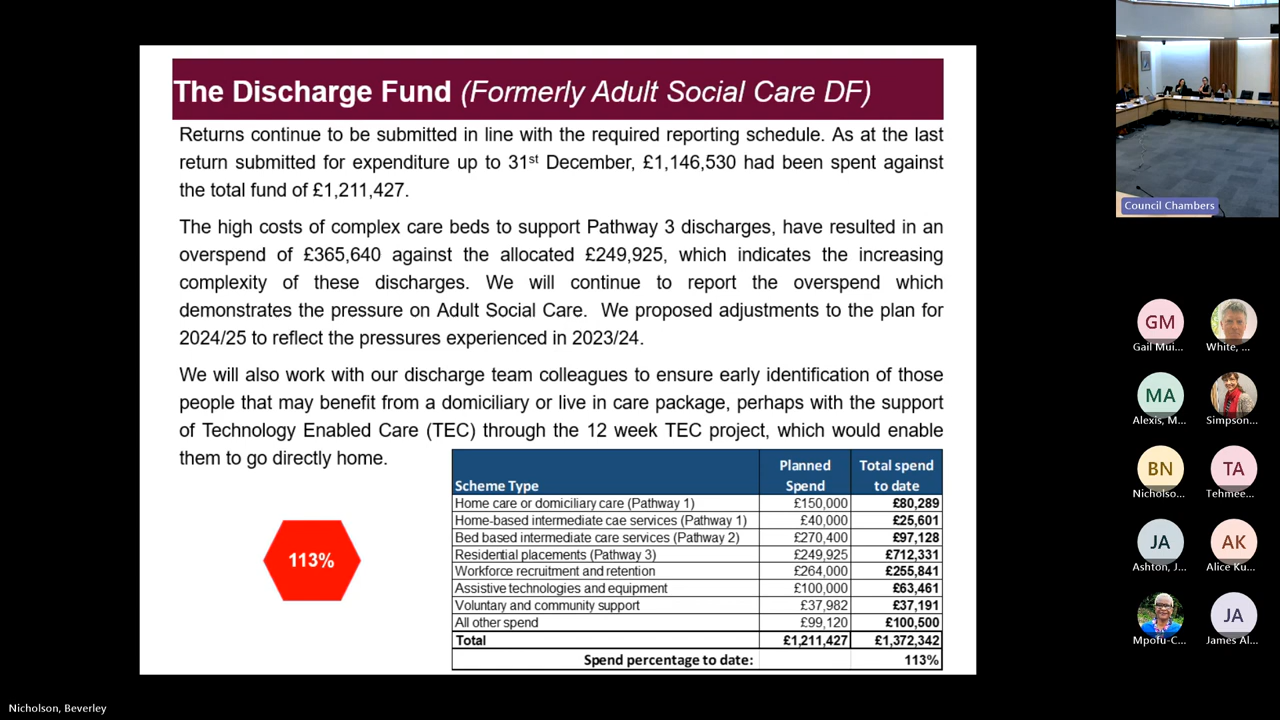 The Discharge Fund (Formerly Adult Social Care DF)
Returns continue to be submitted in line with the required reporting schedule. As at the last
return submitted for expenditure up to 31st December, £1,146,530 had been spent against
the total fund of £1,211,427.
The high costs of complex care beds to support Pathway 3 discharges, have resulted in an
overspend of £365,640 against the allocated £249,925, which indicates the increasing
complexity of these discharges. We will continue to report the overspend which
demonstrates the pressure on Adult Social Care. We proposed adjustments to the plan for
2024/25 to reflect the pressures experienced in 2023/24.
We will also work with our discharge team colleagues to ensure early identification of those
people that may benefit from a domiciliary or live in care package, perhaps with the support
of Technology Enabled Care (TEC) through the 12 week TEC project, which would enable
them to go directly home.
113%
Scheme Type Planned Spend Total spend to date
Home care or domiciliary care (Pathway 1) £150,000 £80,289
Home-based intermediate cae services (Pathway 1) £40,000 £25,601
Bed based intermediate care services (Pathway 2) £270,400 £97,128
Residential placements (Pathway 3) £249,925 £712,331
Workforce recruitment and retention £264,000 £255,841
Assistive technologies and equipment £100,000 £63,461
Voluntary and community support £37,982 £37,191
All other spend £99,120 £100,500
Total £1,211,427 £1,372,342
Spend percentage to date: 113%
Council Chambers
GM
Gail Mui... White, ...
MA
Alexis, M... Simpson...
BN TA
Nicholso... Tehmee...
JA AK
Ashton, J... Alice Ku...
JA
Mpofu-C... James Al...
Nicholson, Beverley